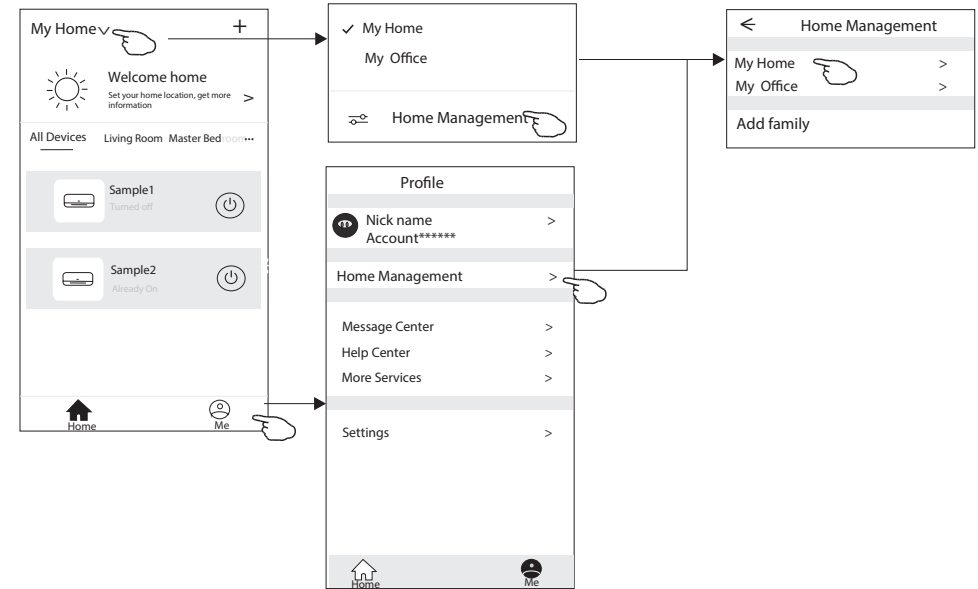 My Home
+
Welcome home
Set your home location, get more
information
>
All Devices Living Room Master Bedroom...
Sample1
Turned off
Sample2
Already On
Home
Me
✓ My Home
My Office
Home Management
Profile
Nick name >
Account******
Home Management >
Message Center >
Help Center >
More Services >
Settings >
Home
Me
Home Management
My Home >
My Office >
Add family